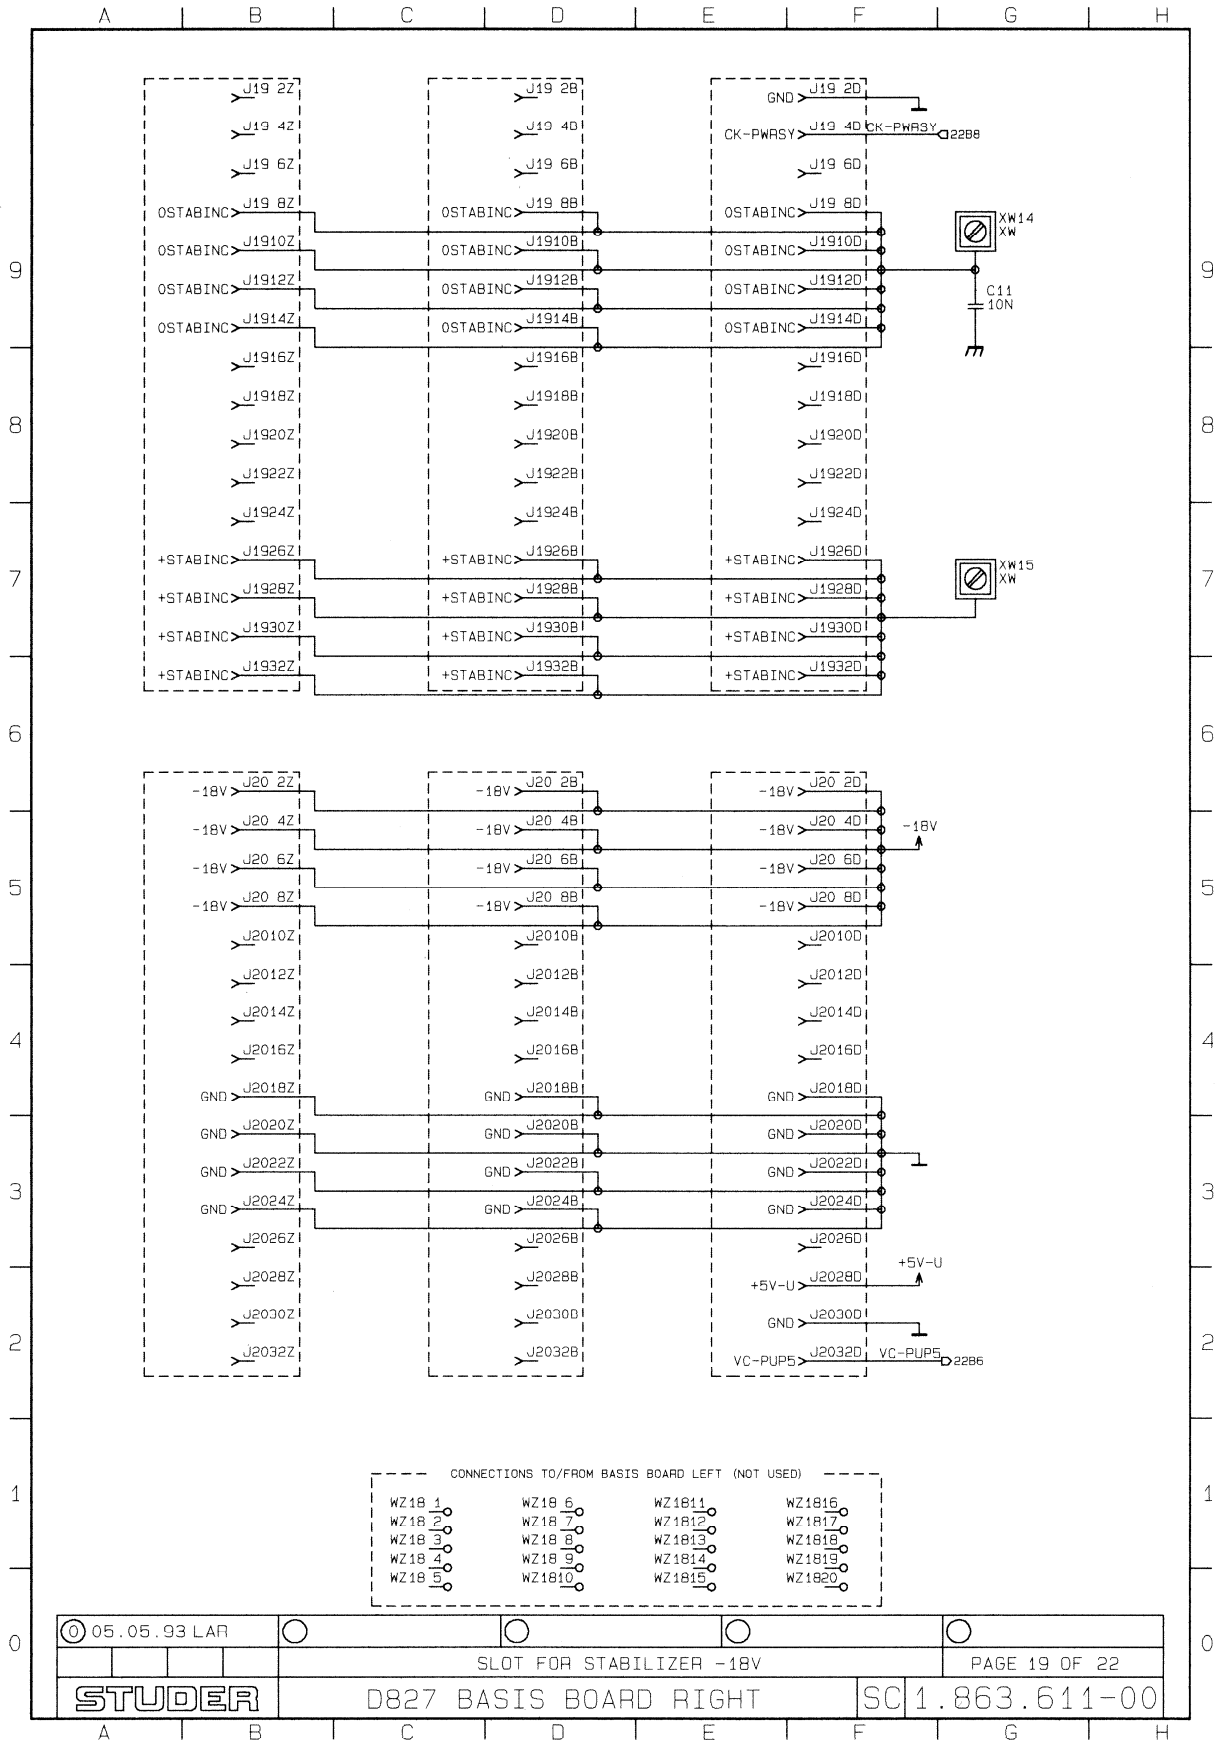 A B C D E F G H
J19 2Z J19 2B GND J19 2D
J19 4Z J19 4B CK-PWRSY J19 4D CK-PWRSY 22B8
J19 6Z J19 6B J19 6D
0STABINC J19 8Z 0STABINC J19 8B 0STABINC J19 8D
XW14
XW
0STABINC J1910Z 0STABINC J1910B 0STABINC J1910D
9 9
0STABINC J1912Z 0STABINC J1912B 0STABINC J1912D
C11
10N
0STABINC J1914Z 0STABINC J1914B 0STABINC J1914D
J1916Z J1916B J1916D
J1918Z J1918B J1918D
8 8
J1920Z J1920B J1920D
J1922Z J1922B J1922D
J1924Z J1924B J1924D
+STABINC J1926Z +STABINC J1926B +STABINC J1926D
XW15
XW
7 7
+STABINC J1928Z +STABINC J1928B +STABINC J1928D
+STABINC J1930Z +STABINC J1930B +STABINC J1930D
+STABINC J1932Z +STABINC J1932B +STABINC J1932D
6 6
-18V J20 2Z -18V J20 2B -18V J20 2D
-18V J20 4Z -18V J20 4B -18V J20 4D -18V
-18V J20 6Z -18V J20 6B -18V J20 6D
5 5
-18V J20 8Z -18V J20 8B -18V J20 8D
J2010Z J2010B J2010D
J2012Z J2012B J2012D
J2014Z J2014B J2014D
4 4
J2016Z J2016B J2016D
GND J2018Z GND J2018B GND J2018D
GND J2020Z GND J2020B GND J2020D
GND J2022Z GND J2022B GND J2022D
3 3
GND J2024Z GND J2024B GND J2024D
J2026Z J2026B J2026D
+5V-U
J2028Z J2028B +5V-U J2028D
J2030Z J2030B GND J2030D
2 2
J2032Z J2032B VC-PUP5 J2032D VC-PUP5 22B6
CONNECTIONS TO/FROM BASIS BOARD LEFT (NOT USED)
1 1
WZ18 1 WZ18 6 WZ1811 WZ1816
WZ18 2 WZ18 7 WZ1812 WZ1817
WZ18 3 WZ18 8 WZ1813 WZ1818
WZ18 4 WZ18 9 WZ1814 WZ1819
WZ18 5 WZ1810 WZ1815 WZ1820
0 0
0 05.05.93 LAR
SLOT FOR STABILIZER -18V PAGE 19 OF 22
STUDER D827 BASIS BOARD RIGHT SC 1.863.611-00
A B C D E F G H